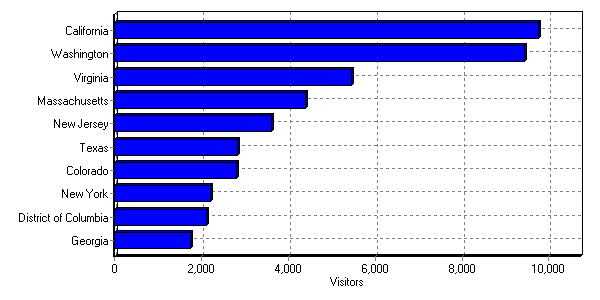 California
Washington
Virginia
Massachusetts
New Jersey
Texas
Colorado
New York
District of Columbia
Georgia
0 2,000 4,000 6,000 8,000 10,000
Visitors